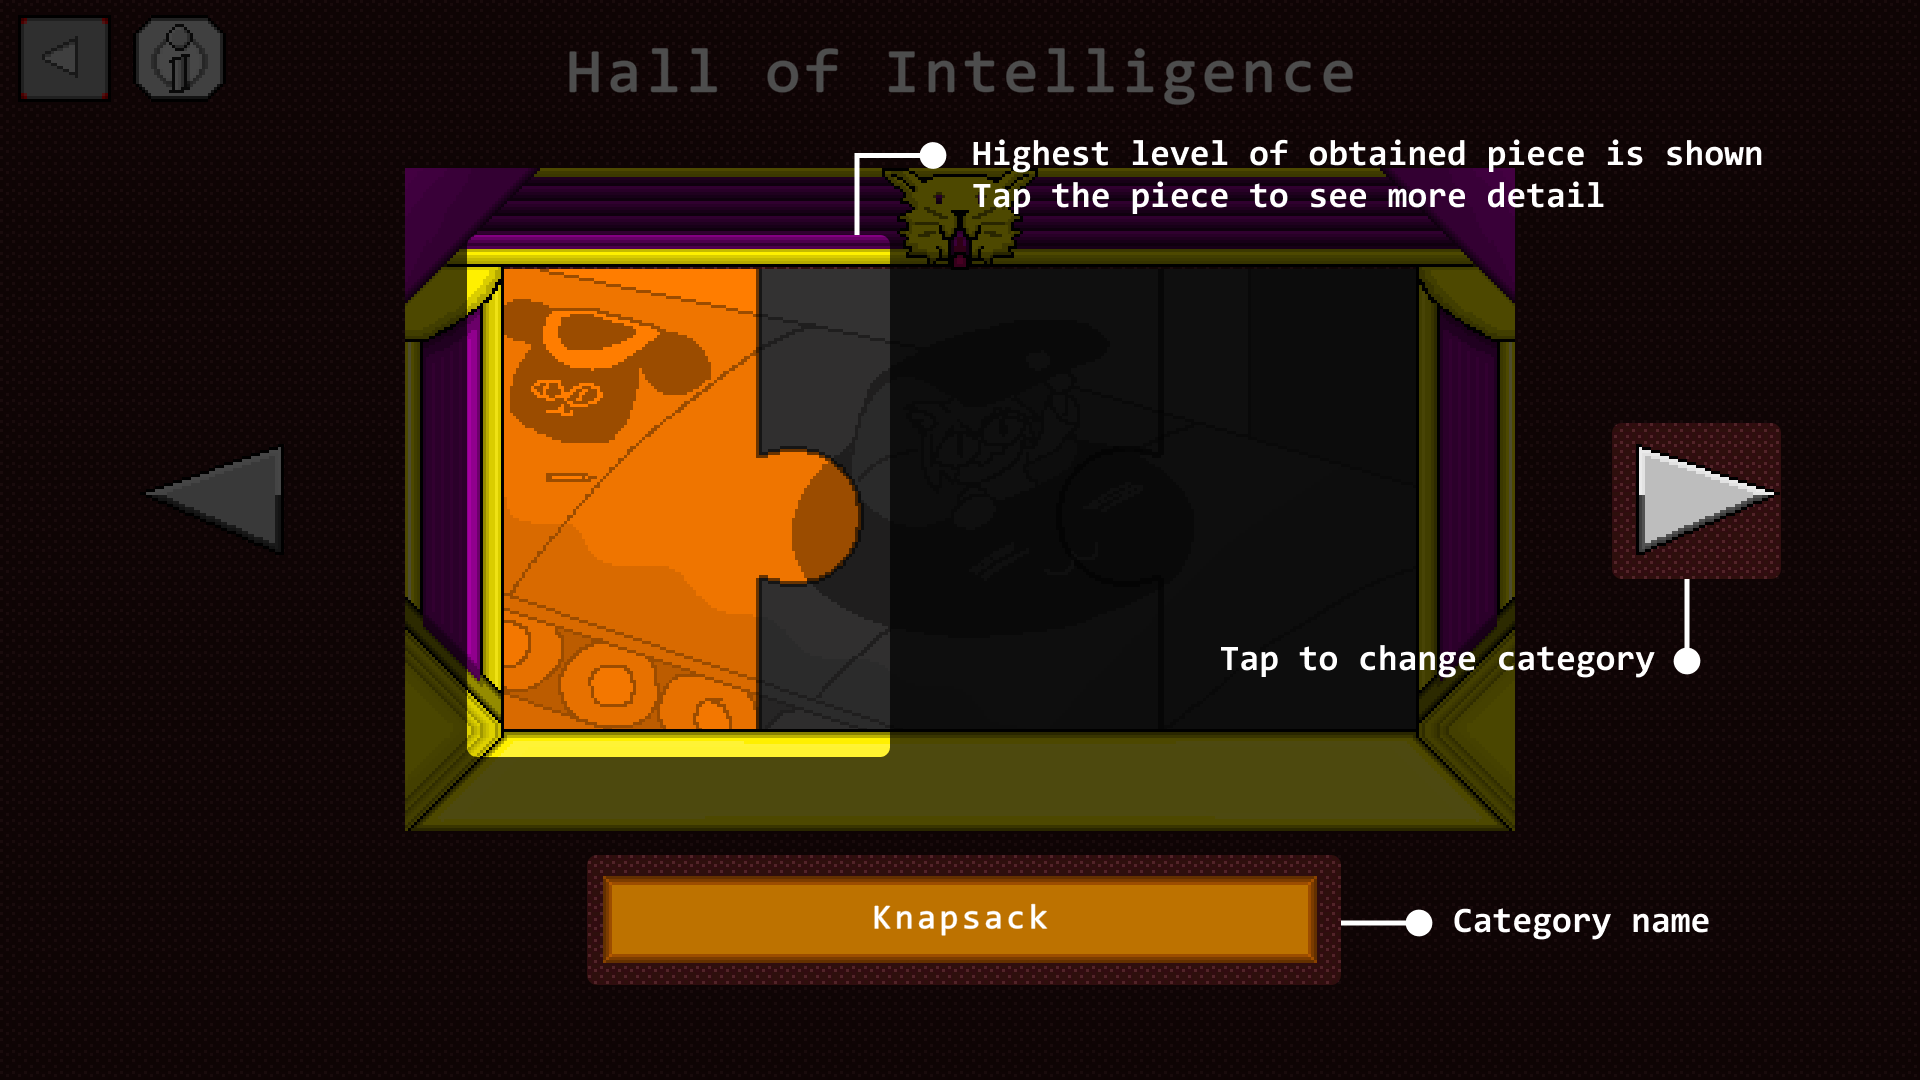 Hall of Intelligence
Highest level of obtained piece is shown
Tap the piece to see more detail
Tap to change category
Knapsack
Category name